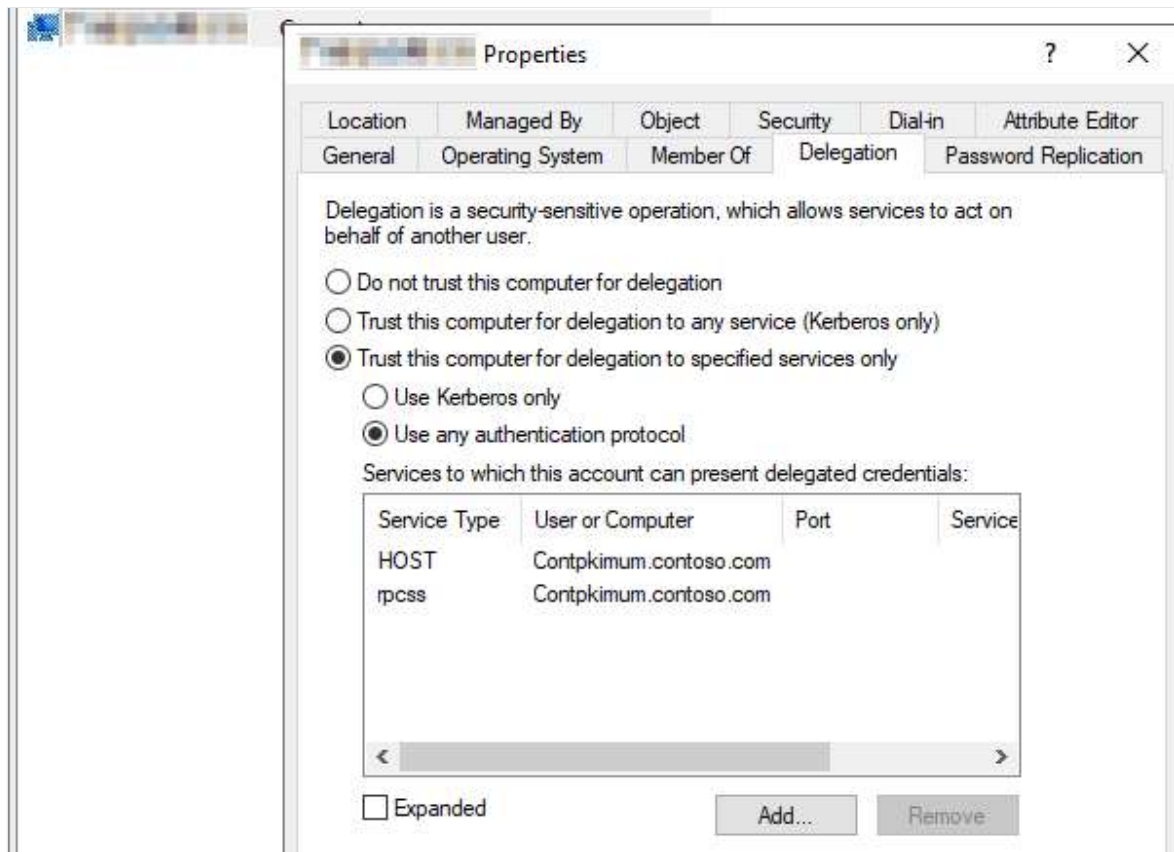 Properties
?
Location Managed By Object Security Dial-in Attribute Editor
General Operating System Member Of Delegation Password Replication
Delegation is a security-sensitive operation, which allows services to act on
behalf of another user.
Do not trust this computer for delegation
Trust this computer for delegation to any service (Kerberos only)
Trust this computer for delegation to specified services only
Use Kerberos only
Use any authentication protocol
Services to which this account can present delegated credentials:
Service Type User or Computer Port Service
HOST Contpkimum.contoso.com
rpcss Contpkimum.contoso.com
Expanded Add... Remove